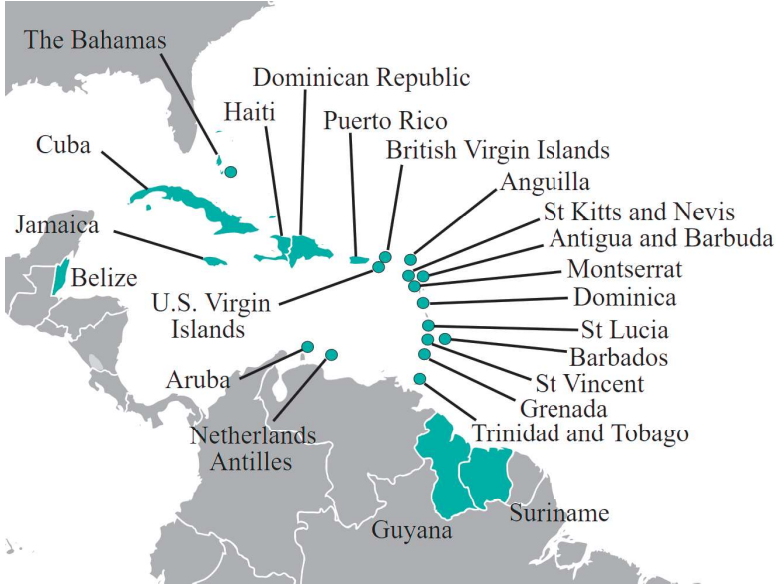 The Bahamas
Dominican Republic
Haiti
Puerto Rico
Cuba
British Virgin Islands
Anguilla
St Kitts and Nevis
Jamaica
Antigua and Barbuda
Montserrat
Belize
Dominica
U.S. Virgin
Islands
St Lucia
Barbados
Aruba
St Vincent
Grenada
Netherlands
Antilles
Trinidad and Tobago
Suriname
Guyana